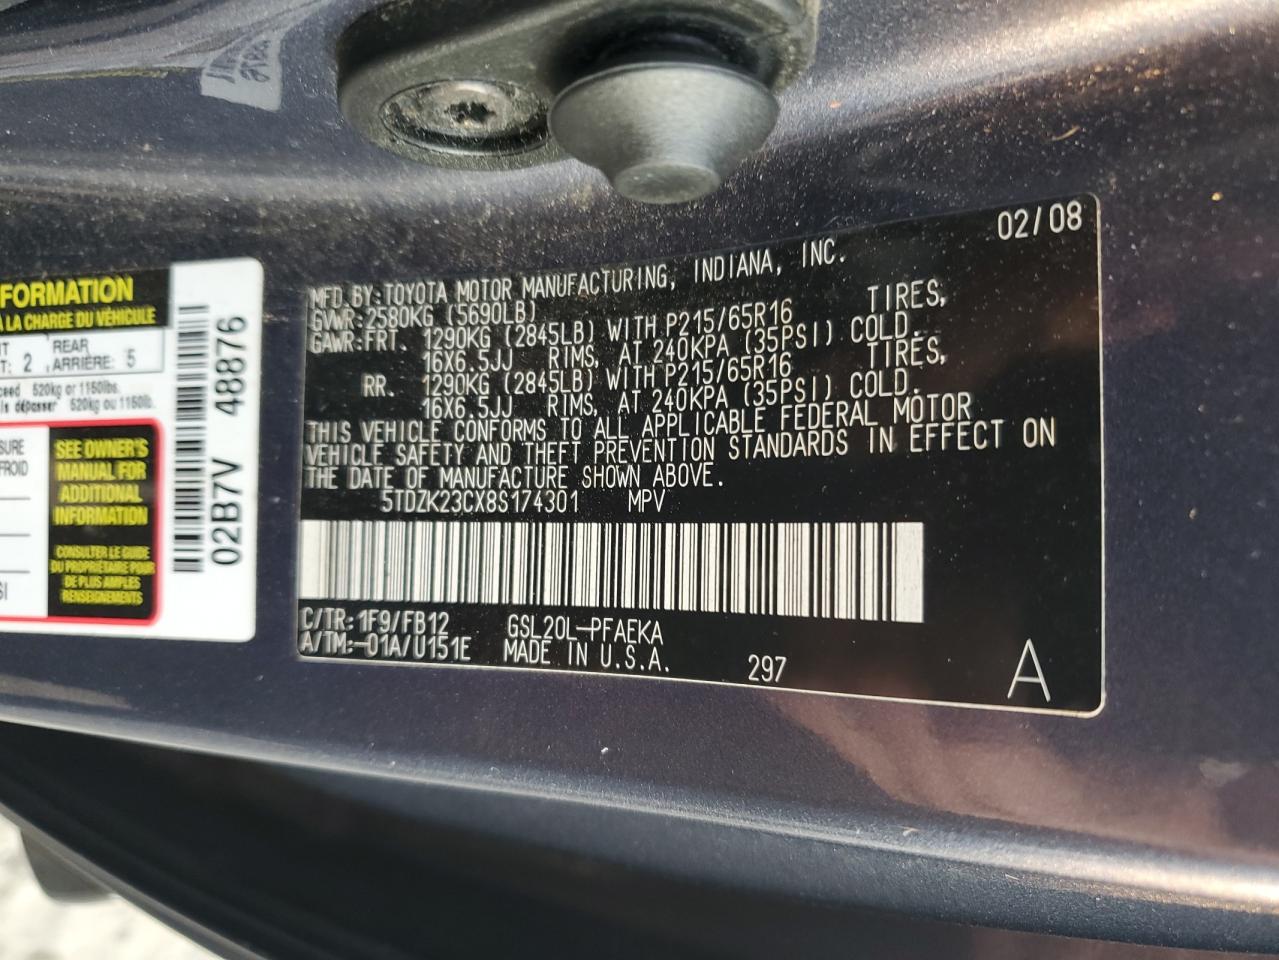 FORMATION
À LA CHARGE DU VÉHICULE
2 REAR
ARRIÈRE: 5
520kg or 1160lbs.
dépasser 520kg ou 1160lb.
SEE OWNER'S
MANUAL FOR
ADDITIONAL
INFORMATION
CONSULTER LE GUIDE
DU PROPRIÉTAIRE POUR
DE PLUS AMPLES
RENSEIGNEMENTS
02B7V 48876
02/08
MFD.BY:TOYOTA MOTOR MANUFACTURING, INDIANA, INC.
GVWR:2580KG (5690LB)
GAWR:FRT. 1290KG (2845LB) WITH P215/65R16 TIRES,
16X6.5JJ RIMS, AT 240KPA (35PSI) COLD.
RR. 1290KG (2845LB) WITH P215/65R16 TIRES,
16X6.5JJ RIMS, AT 240KPA (35PSI) COLD.
THIS VEHICLE CONFORMS TO ALL APPLICABLE FEDERAL MOTOR
VEHICLE SAFETY AND THEFT PREVENTION STANDARDS IN EFFECT ON
THE DATE OF MANUFACTURE SHOWN ABOVE.
5TDZK23CX8S174301 MPV
C/TR:1F9/FB12 GSL20L-PFAEKA
A/TM:-01A/U151E MADE IN U.S.A. 297
A